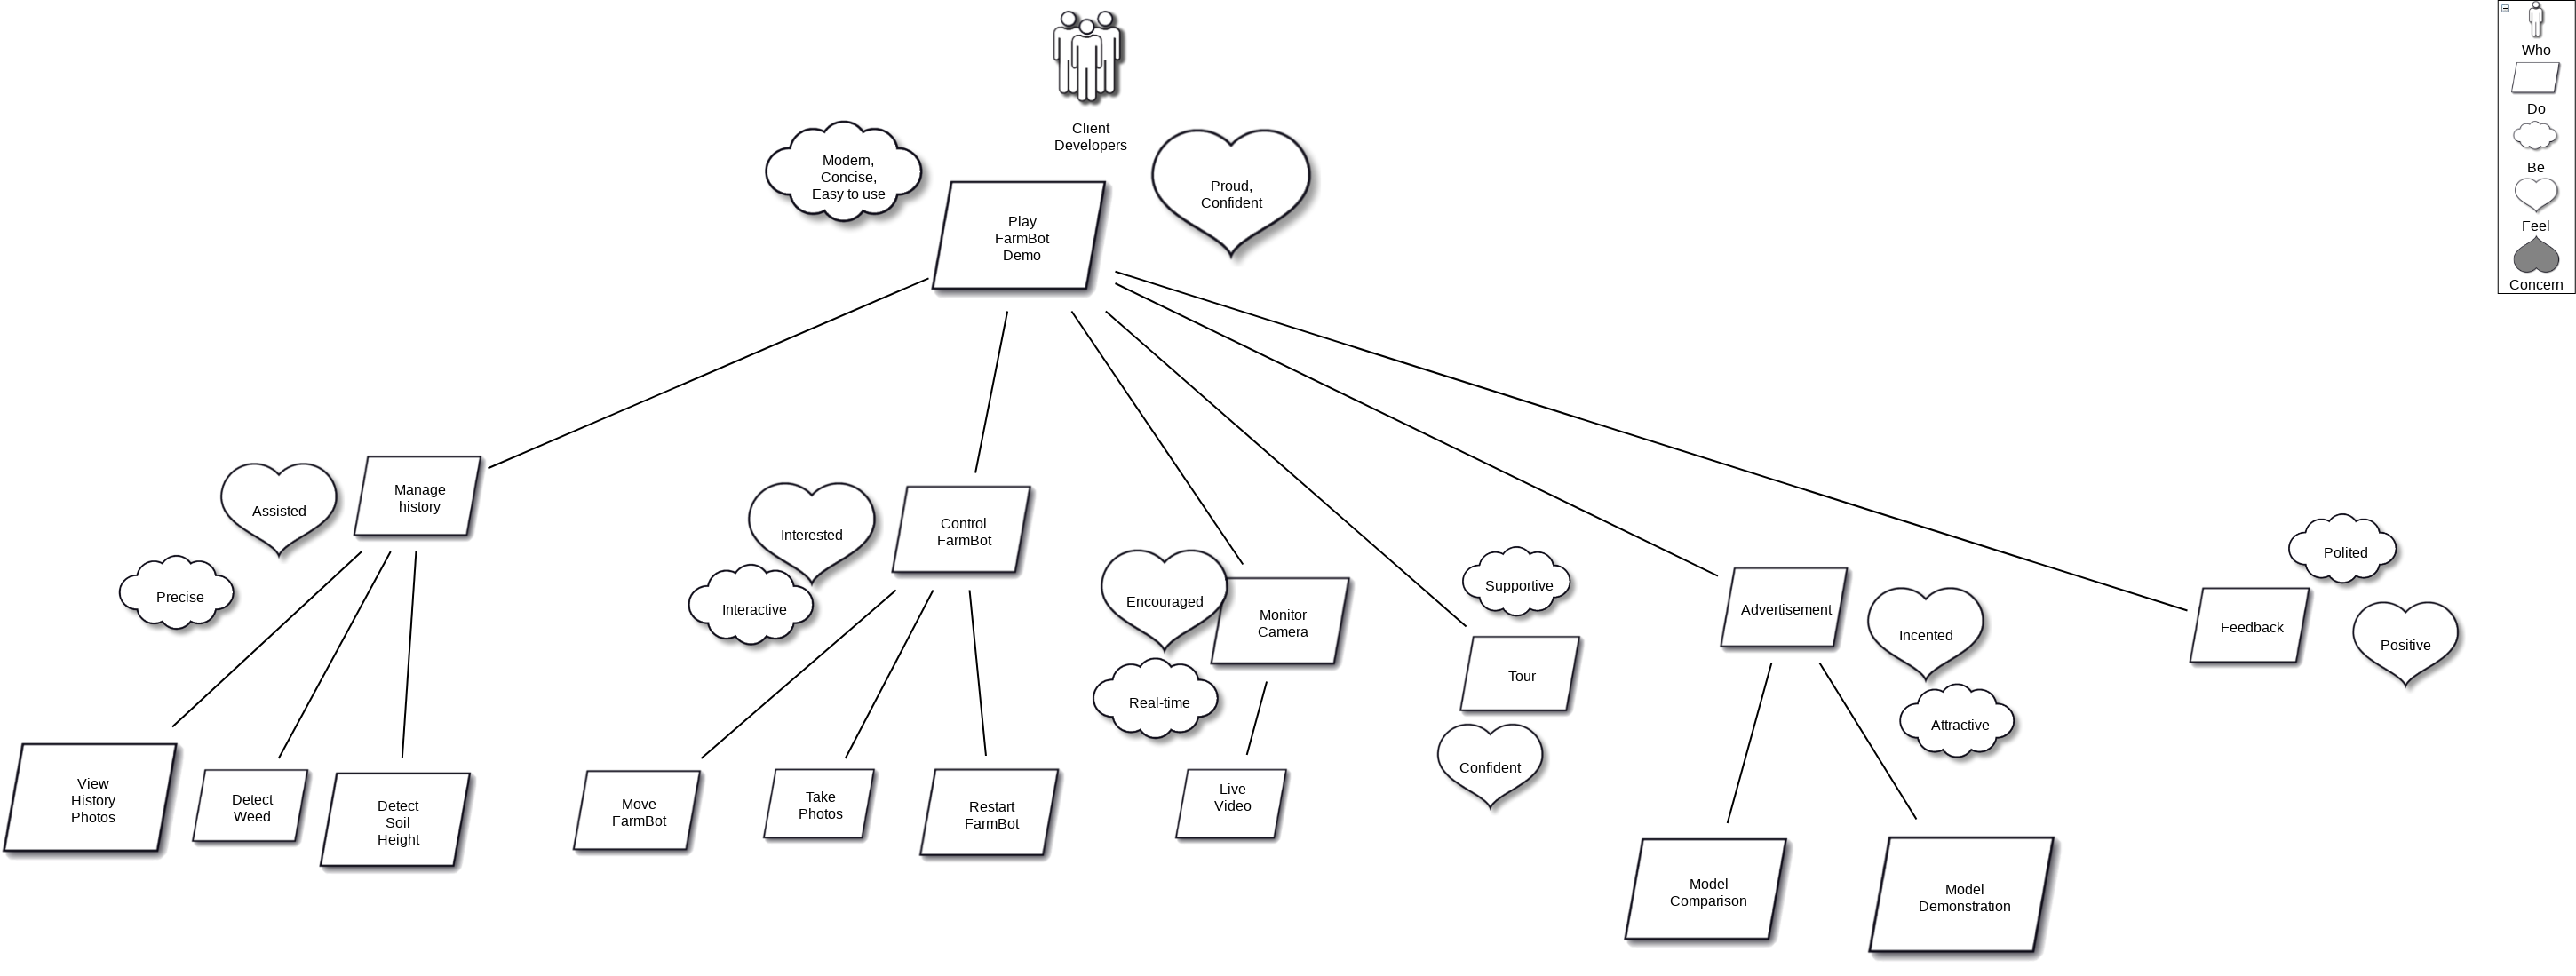 Client
Developers
Modern,
Concise,
Easy to use
Play
FarmBot
Demo
Proud,
Confident
Who
Do
Be
Feel
Concern
Assisted
Manage
history
Precise
Interested
Control
FarmBot
Interactive
Encouraged
Monitor
Camera
Real-time
Supportive
Tour
Confident
Advertisement
Incented
Attractive
Polited
Feedback
Positive
View
History
Photos
Detect
Weed
Detect
Soil
Height
Move
FarmBot
Take
Photos
Restart
FarmBot
Live
Video
Model
Comparison
Model
Demonstration